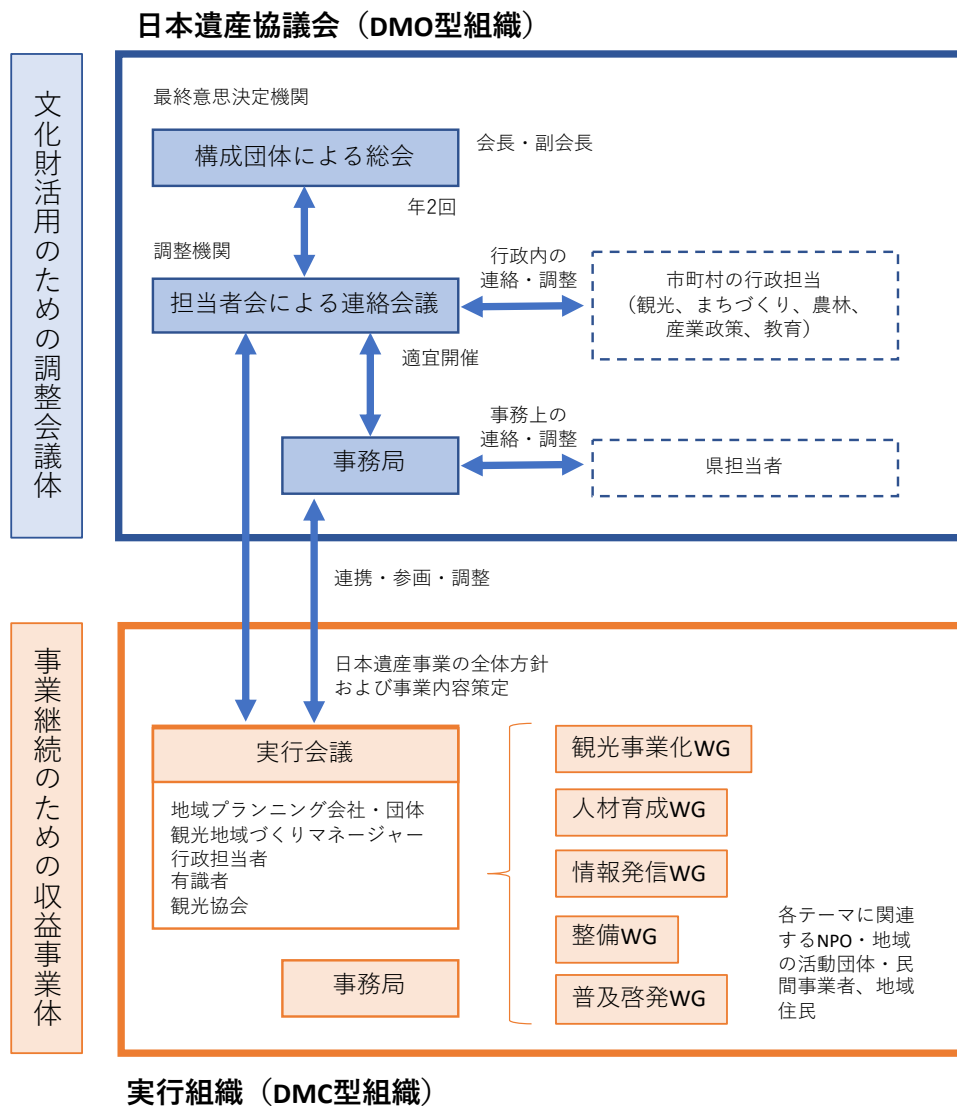 日本遺産協議会（DMO型組織）
文化財活用のための調整会議体
最終意思決定機関
構成団体による総会
会長・副会長
年2回
調整機関
担当者会による連絡会議
行政内の
連絡・調整
市町村の行政担当
（観光、まちづくり、農林、
産業政策、教育）
適宜開催
事務局
事務上の
連絡・調整
県担当者
連携・参画・調整
事業継続のための収益事業体
日本遺産事業の全体方針
および事業内容策定
実行会議
地域プランニング会社・団体
観光地域づくりマネージャー
行政担当者
有識者
観光協会
事務局
観光事業化WG
人材育成WG
情報発信WG
整備WG
普及啓発WG
各テーマに関連
するNPO・地域
の活動団体・民
間事業者、地域
住民
実行組織（DMC型組織）